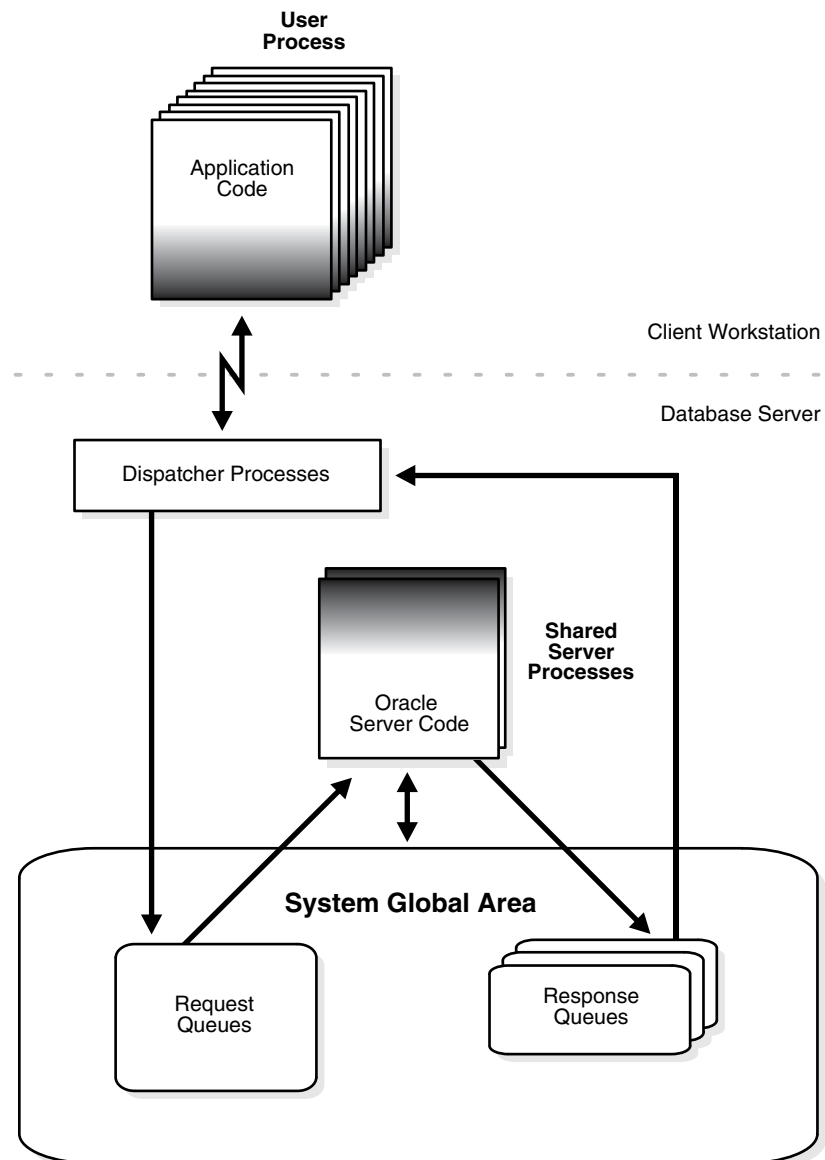 User
Process
Application
Code
Client Workstation
Database Server
Dispatcher Processes
Shared
Server
Processes
Oracle
Server Code
System Global Area
Request
Queues
Response
Queues